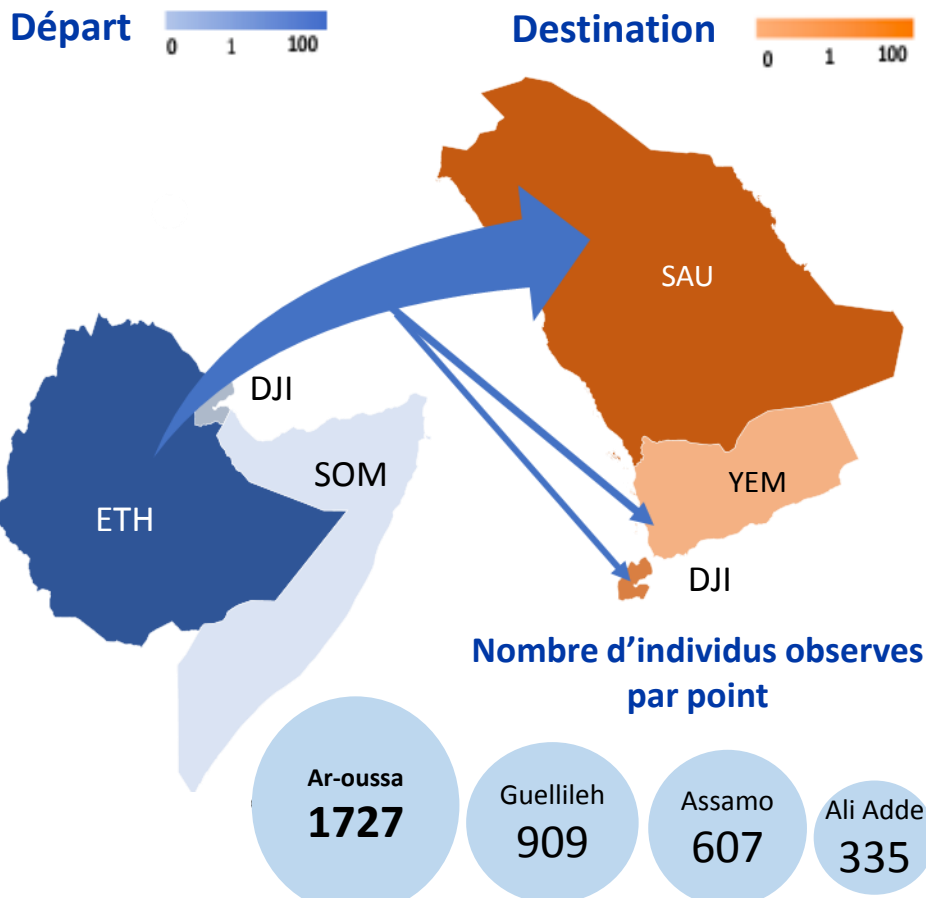 Départ
0 1 100
Destination
0 1 100
SAU
DJI
SOM
ETH
YEM
DJI
Nombre d'individus observes
par point
Ar-oussa
1727
Guellileh
909
Assamo
607
Ali Adde
335